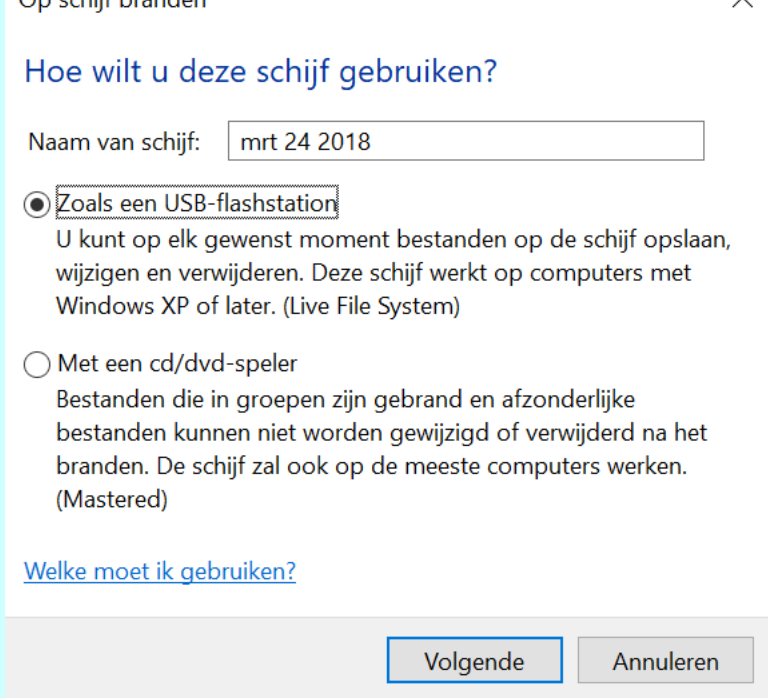 Op schijf branden
Hoe wilt u deze schijf gebruiken?
Naam van schijf: mrt 24 2018
Zoals een USB-flashstation
U kunt op elk gewenst moment bestanden op de schijf opslaan,
wijzigen en verwijderen. Deze schijf werkt op computers met
Windows XP of later. (Live File System)
Met een cd/dvd-speler
Bestanden die in groepen zijn gebrand en afzonderlijke
bestanden kunnen niet worden gewijzigd of verwijderd na het
branden. De schijf zal ook op de meeste computers werken.
(Mastered)
Welke moet ik gebruiken?
Volgende Annuleren